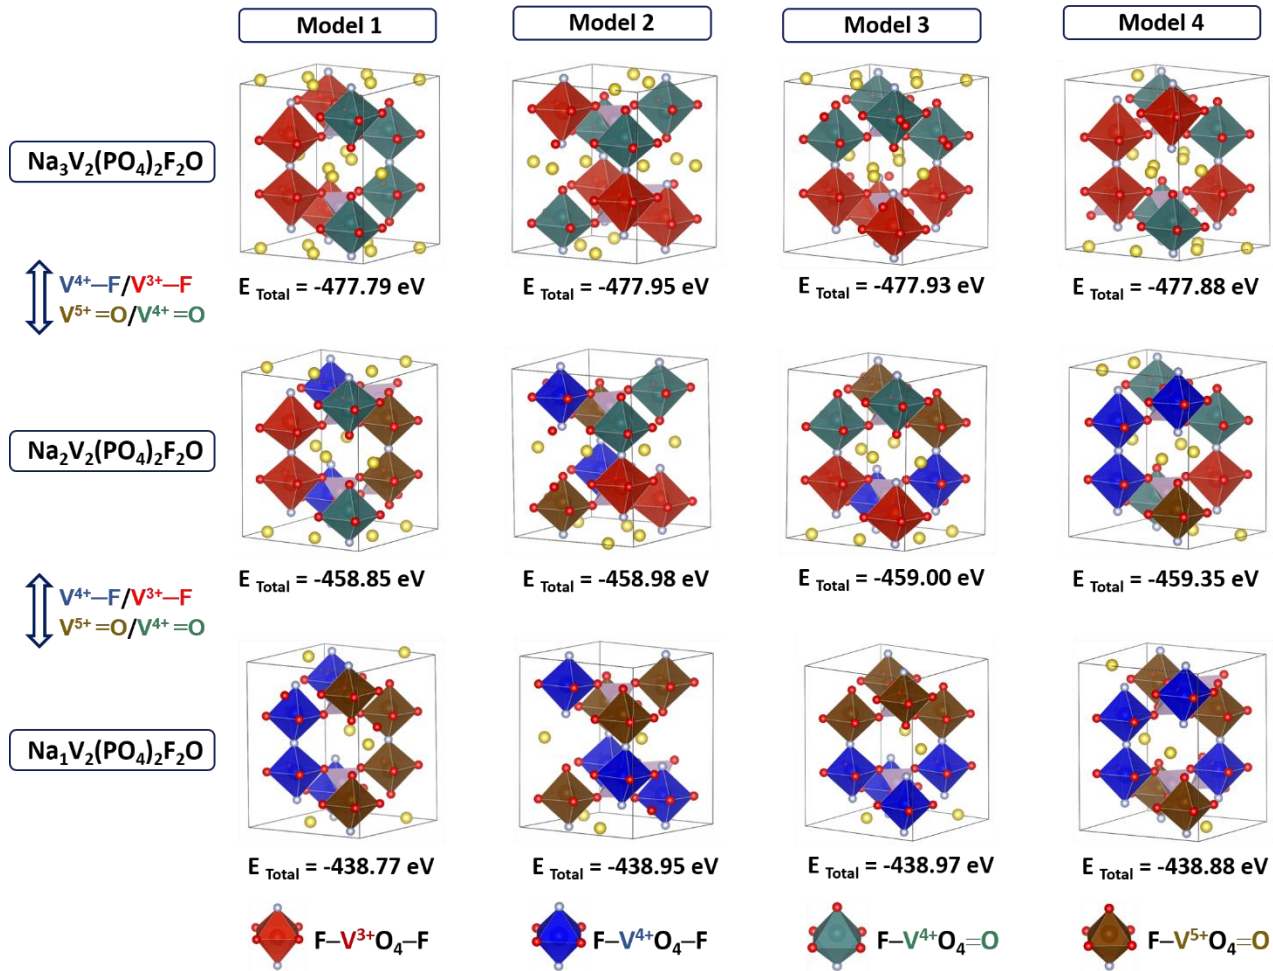 Model 1
Model 2
Model 3
Model 4
Na₃V₂(PO₄)₂F₂O
E Total = -477.79 eV
E Total = -477.95 eV
E Total = -477.93 eV
E Total = -477.88 eV
V⁴⁺—F/V³⁺—F
V⁵⁺=O/V⁴⁺=O
Na₂V₂(PO₄)₂F₂O
E Total = -458.85 eV
E Total = -458.98 eV
E Total = -459.00 eV
E Total = -459.35 eV
V⁴⁺—F/V³⁺—F
V⁵⁺=O/V⁴⁺=O
Na₁V₂(PO₄)₂F₂O
E Total = -438.77 eV
E Total = -438.95 eV
E Total = -438.97 eV
E Total = -438.88 eV
F–V³⁺O₄–F
F–V⁴⁺O₄–F
F–V⁴⁺O₄=O
F–V⁵⁺O₄=O